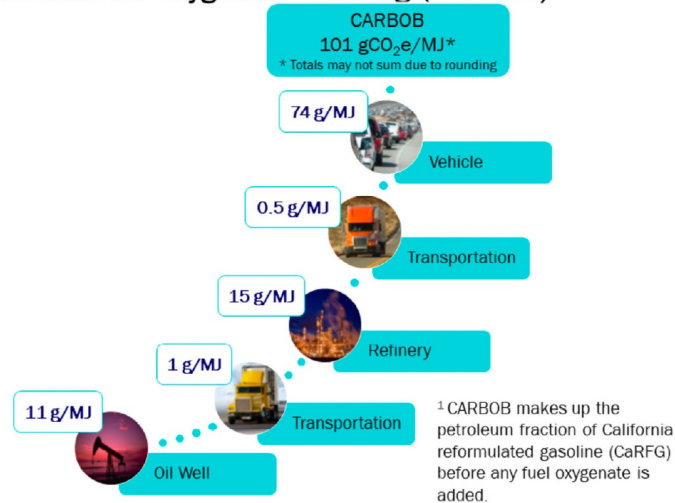 CARBOB
101 gCO₂e/MJ*
* Totals may not sum due to rounding
74 g/MJ
Vehicle
0.5 g/MJ
Transportation
15 g/MJ
Refinery
1 g/MJ
Transportation
11 g/MJ
Oil Well
¹ CARBOB makes up the
petroleum fraction of California
reformulated gasoline (CaRFG)
before any fuel oxygenate is
added.